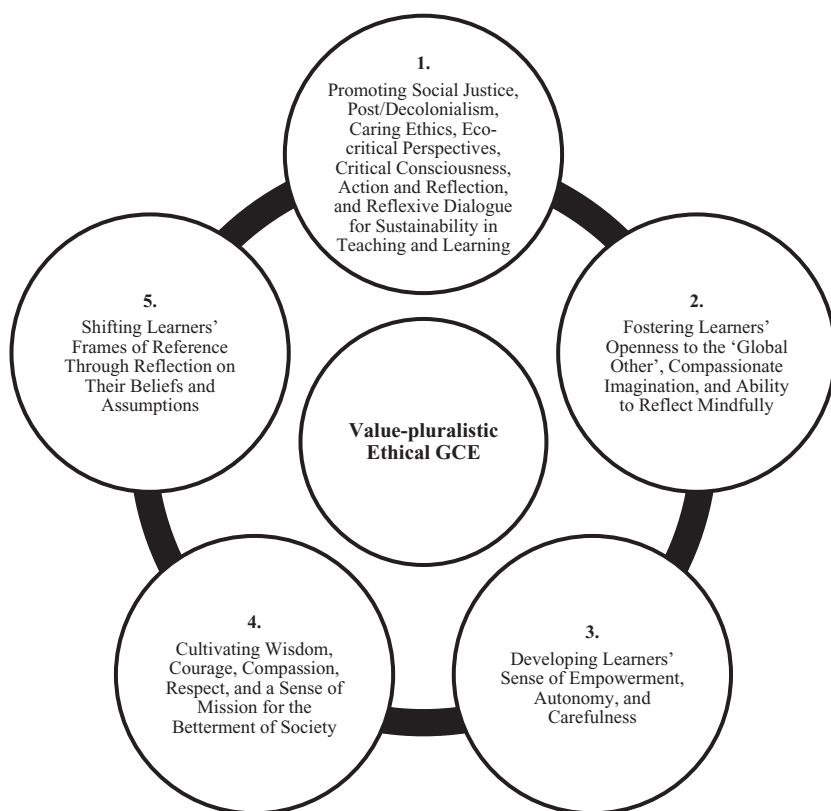 1.
Promoting Social Justice,
Post/Decolonialism,
Caring Ethics, Eco-
critical Perspectives,
Critical Consciousness,
Action and Reflection,
and Reflexive Dialogue
for Sustainability in
Teaching and Learning
2.
Fostering Learners’
Openness to the ‘Global
Other’, Compassionate
Imagination, and Ability
to Reflect Mindfully
3.
Developing Learners’
Sense of Empowerment,
Autonomy, and
Carefulness
4.
Cultivating Wisdom,
Courage, Compassion,
Respect, and a Sense of
Mission for the
Betterment of Society
5.
Shifting Learners’
Frames of Reference
Through Reflection on
Their Beliefs and
Assumptions
Value-pluralistic
Ethical GCE